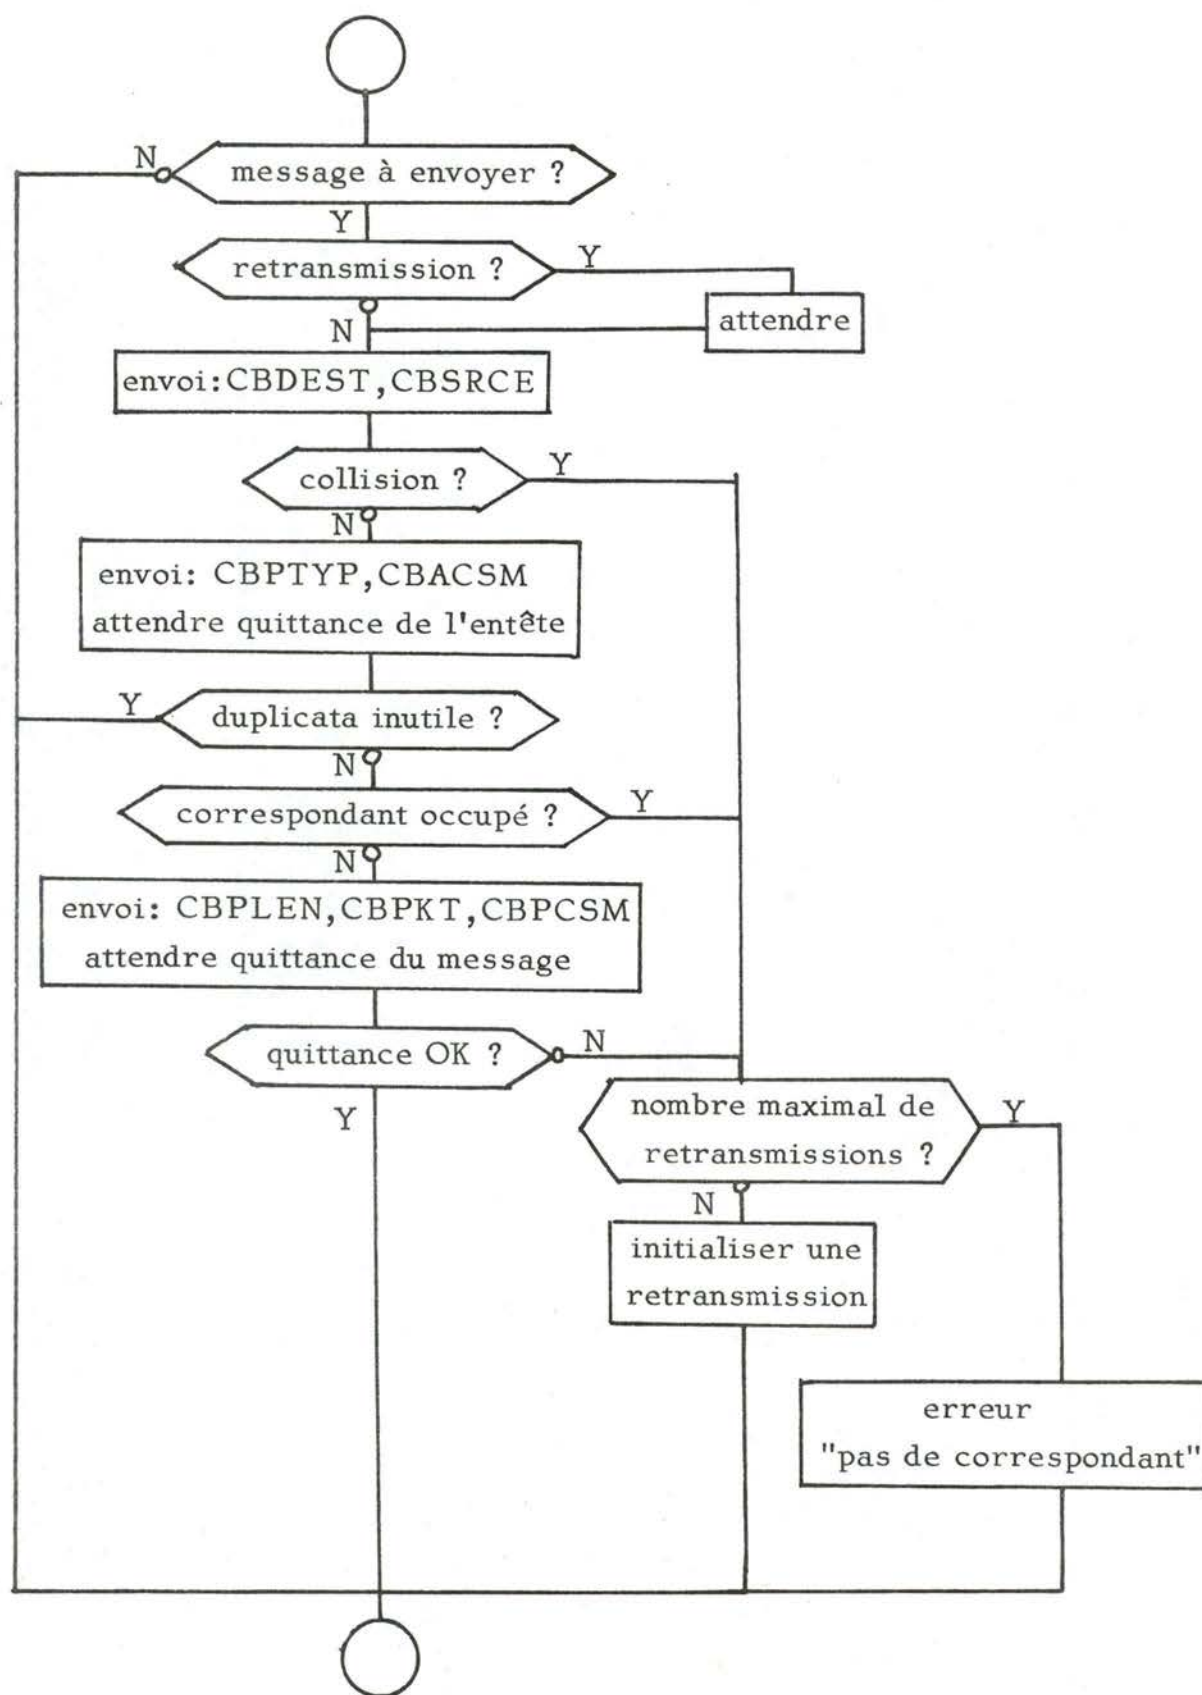 N
message à envoyer ?
Y
retransmission ?
Y
attendre
N
envoi: CBDEST,CBSRCE
collision ?
Y
N
envoi: CBPTYP,CBACSM
attendre quittance de l'entête
Y
duplicata inutile ?
N
correspondant occupé ?
Y
N
envoi: CBPLEN,CBPKT,CBPCSM
attendre quittance du message
quittance OK ?
N
Y
nombre maximal de
retransmissions ?
Y
N
initialiser une
retransmission
erreur
"pas de correspondant"